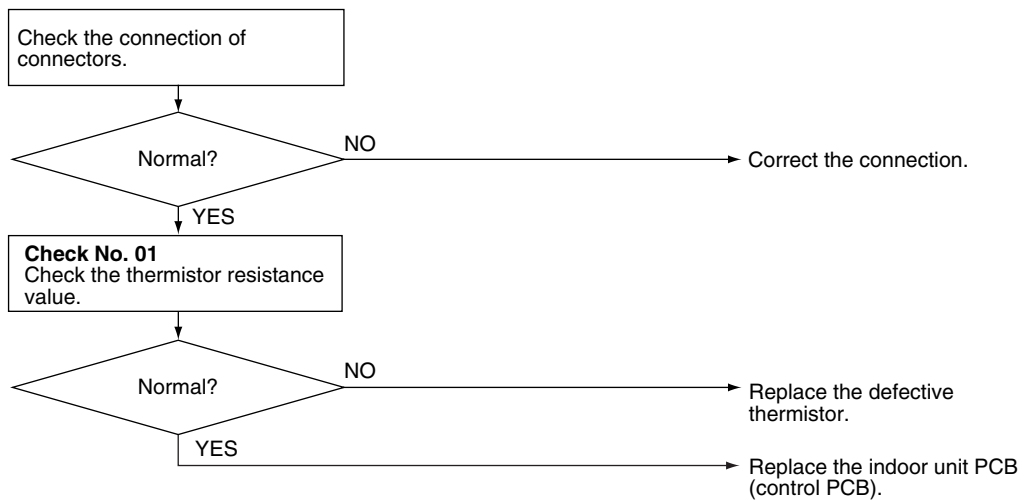 Check the connection of
connectors.
Normal?
NO
Correct the connection.
YES
Check No. 01
Check the thermistor resistance
value.
Normal?
NO
Replace the defective
thermistor.
YES
Replace the indoor unit PCB
(control PCB).